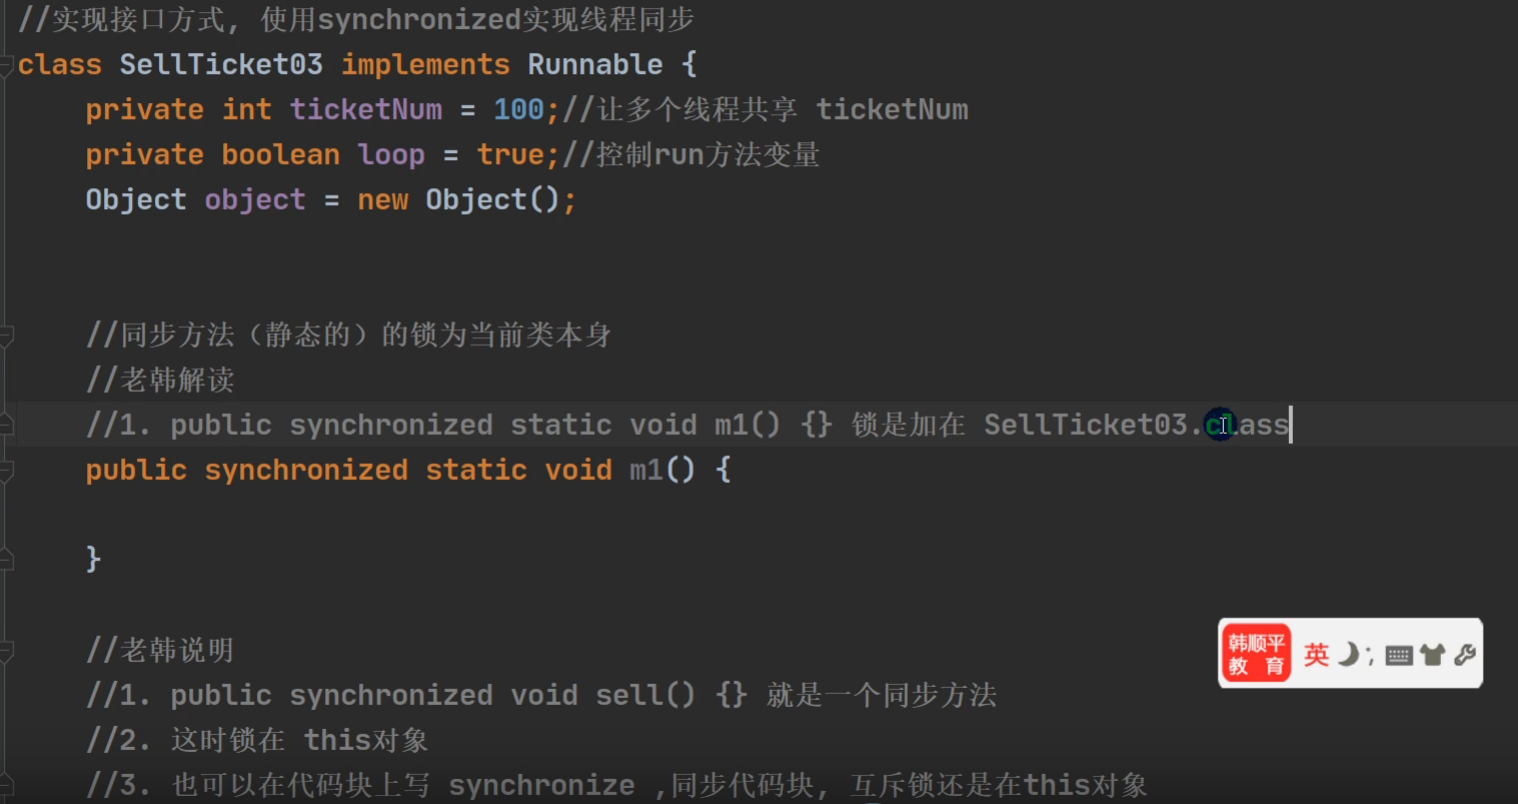 //实现接口方式, 使用synchronized实现线程同步
class SellTicket03 implements Runnable {
private int ticketNum = 100;//让多个线程共享 ticketNum
private boolean loop = true;//控制run方法变量
Object object = new Object();
//同步方法（静态的）的锁为当前类本身
//老韩解读
//1. public synchronized static void m1() {} 锁是加在 SellTicket03.class
public synchronized static void m1() {
}
//老韩说明
//1. public synchronized void sell() {} 就是一个同步方法
//2. 这时锁在 this对象
//3. 也可以在代码块上写 synchronize ,同步代码块, 互斥锁还是在this对象
韩顺平
教 育
英